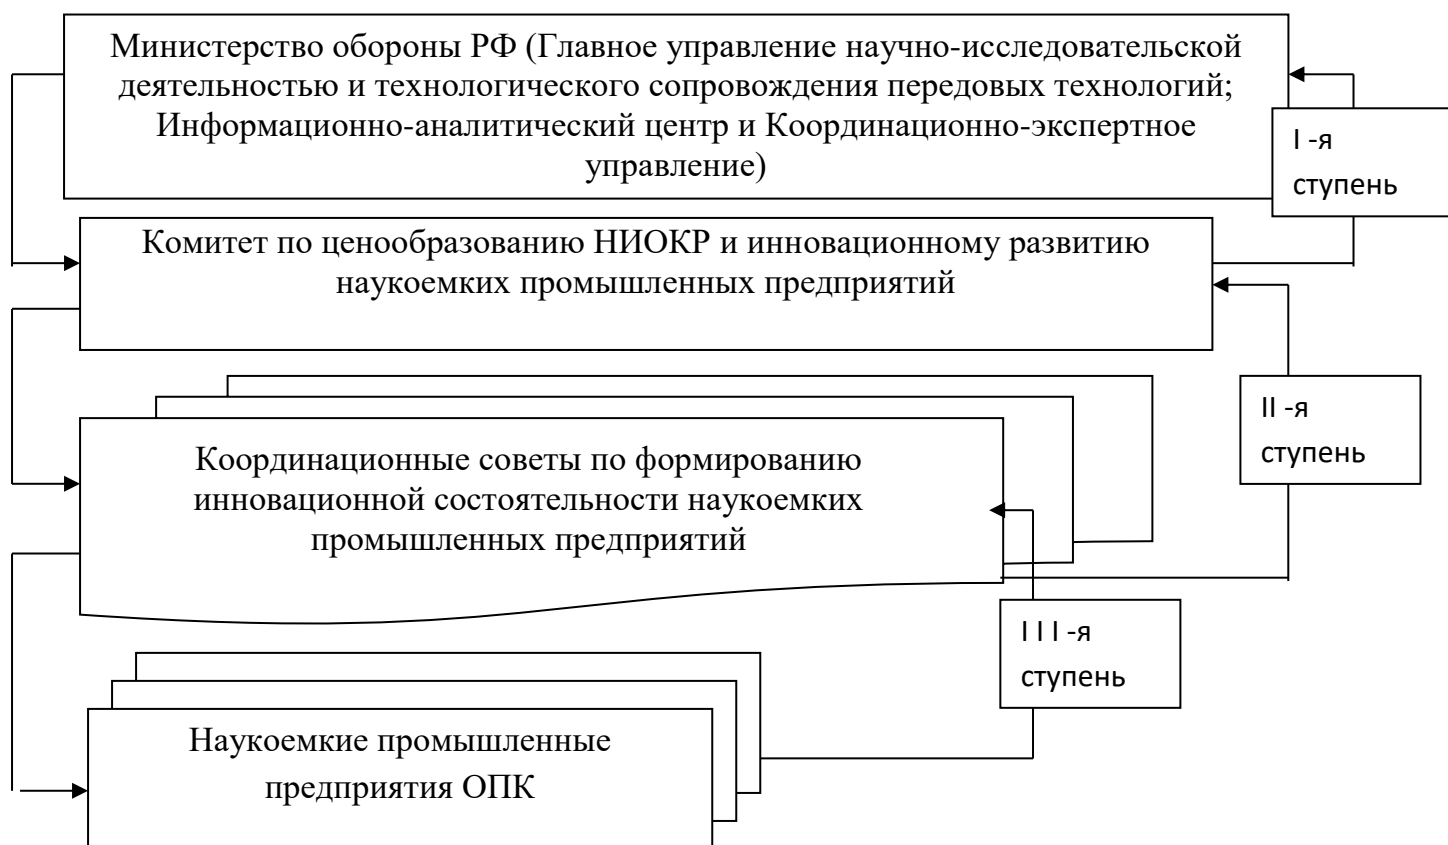 Министерство обороны РФ (Главное управление научно-исследовательской
деятельностью и технологического сопровождения передовых технологий;
Информационно-аналитический центр и Координационно-экспертное
управление)
I -я
ступень
Комитет по ценообразованию НИОКР и инновационному развитию
наукоемких промышленных предприятий
II -я
ступень
Координационные советы по формированию
инновационной состоятельности наукоемких
промышленных предприятий
I I I -я
ступень
Наукоемкие промышленные
предприятия ОПК